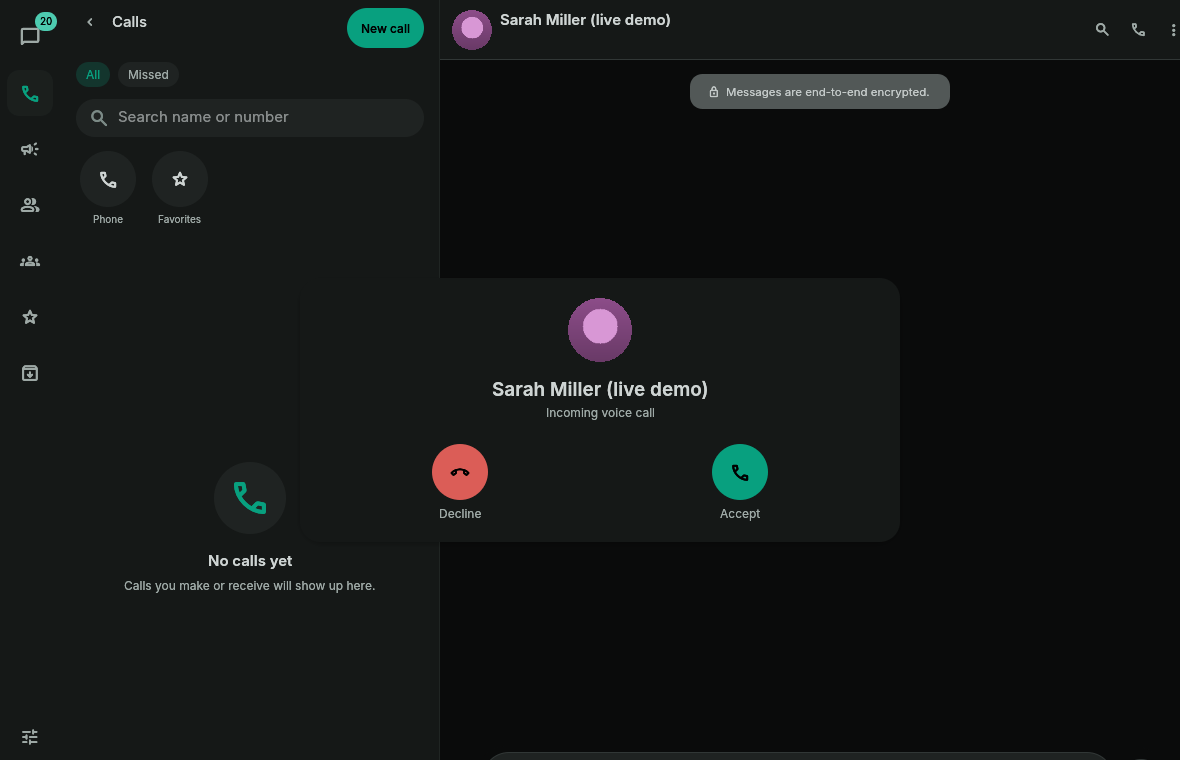 20
Calls
New call
All
Missed
Search name or number
Phone
Favorites
No calls yet
Calls you make or receive will show up here.
Sarah Miller (live demo)
Messages are end-to-end encrypted.
Sarah Miller (live demo)
Incoming voice call
Decline
Accept